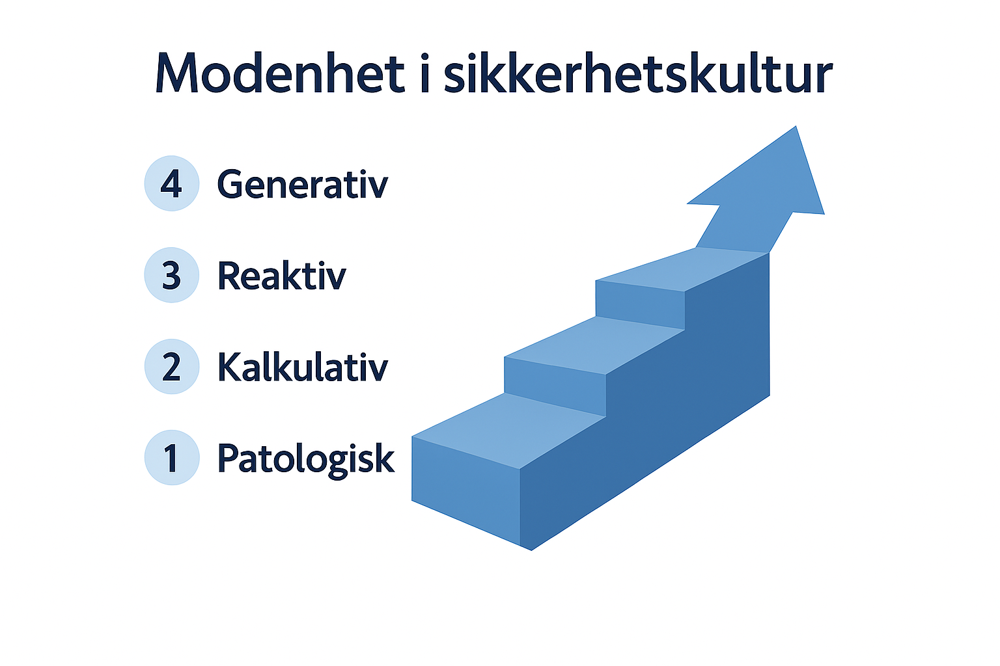 Modenhet i sikkerhetskultur
4 Generativ
3 Reaktiv
2 Kalkulativ
1 Patologisk